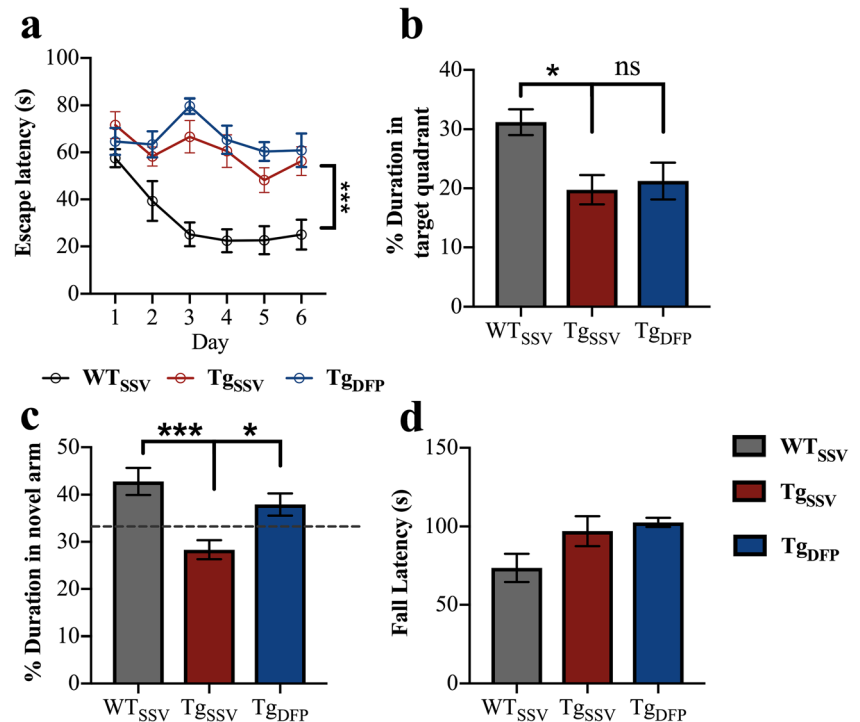 a
Escape latency (s)
100
80
60
40
20
0
1 2 3 4 5 6
Day
***
WTSSV TgSSV TgDFP
b
% Duration in
target quadrant
40
30
20
10
0
* ns
WTSSV TgSSV TgDFP
c
% Duration in novel arm
50
40
30
20
10
0
*** *
WTSSV TgSSV TgDFP
d
Fall Latency (s)
150
100
50
0
WTSSV TgSSV TgDFP
WTSSV
TgSSV
TgDFP